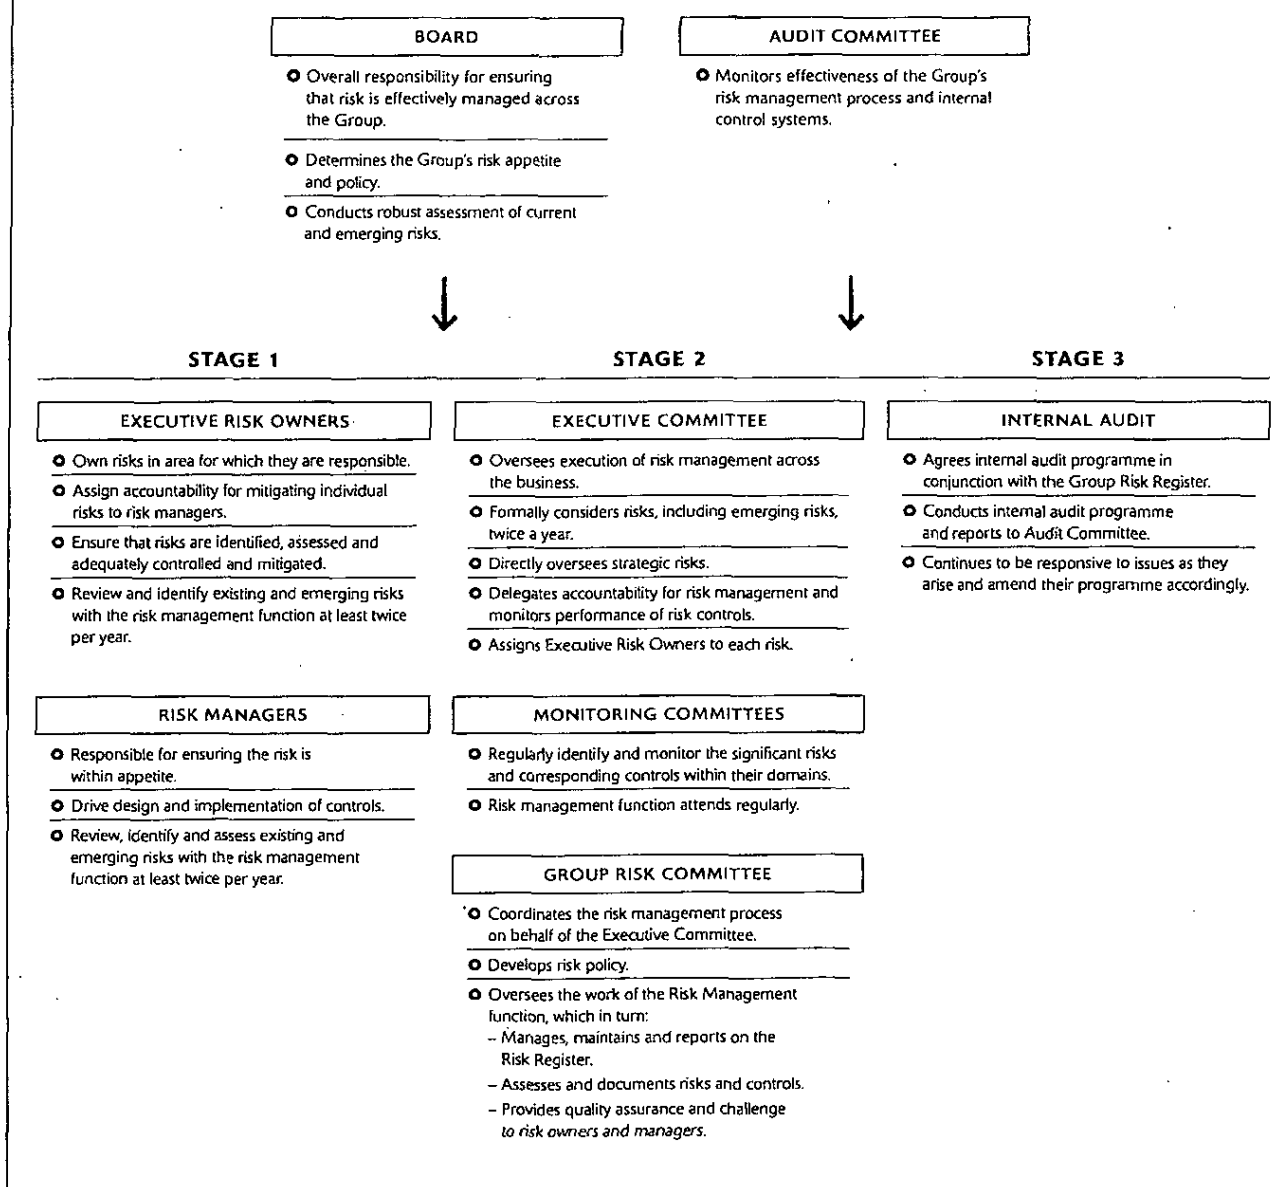 BOARD
○ Overall responsibility for ensuring
that risk is effectively managed across
the Group.
○ Determines the Group's risk appetite
and policy.
○ Conducts robust assessment of current
and emerging risks.
AUDIT COMMITTEE
○ Monitors effectiveness of the Group's
risk management process and internal
control systems.
STAGE 1
EXECUTIVE RISK OWNERS
○ Own risks in area for which they are responsible.
○ Assign accountability for mitigating individual
risks to risk managers.
○ Ensure that risks are identified, assessed and
adequately controlled and mitigated.
○ Review and identify existing and emerging risks
with the risk management function at least twice
per year.
RISK MANAGERS
○ Responsible for ensuring the risk is
within appetite.
○ Drive design and implementation of controls.
○ Review, identify and assess existing and
emerging risks with the risk management
function at least twice per year.
STAGE 2
EXECUTIVE COMMITTEE
○ Oversees execution of risk management across
the business.
○ Formally considers risks, including emerging risks,
twice a year.
○ Directly oversees strategic risks.
○ Delegates accountability for risk management and
monitors performance of risk controls.
○ Assigns Executive Risk Owners to each risk.
MONITORING COMMITTEES
○ Regularly identify and monitor the significant risks
and corresponding controls within their domains.
○ Risk management function attends regularly.
GROUP RISK COMMITTEE
○ Coordinates the risk management process
on behalf of the Executive Committee.
○ Develops risk policy.
○ Oversees the work of the Risk Management
function, which in turn:
– Manages, maintains and reports on the
Risk Register.
– Assesses and documents risks and controls.
– Provides quality assurance and challenge
to risk owners and managers.
STAGE 3
INTERNAL AUDIT
○ Agrees internal audit programme in
conjunction with the Group Risk Register.
○ Conducts internal audit programme
and reports to Audit Committee.
○ Continues to be responsive to issues as they
arise and amend their programme accordingly.